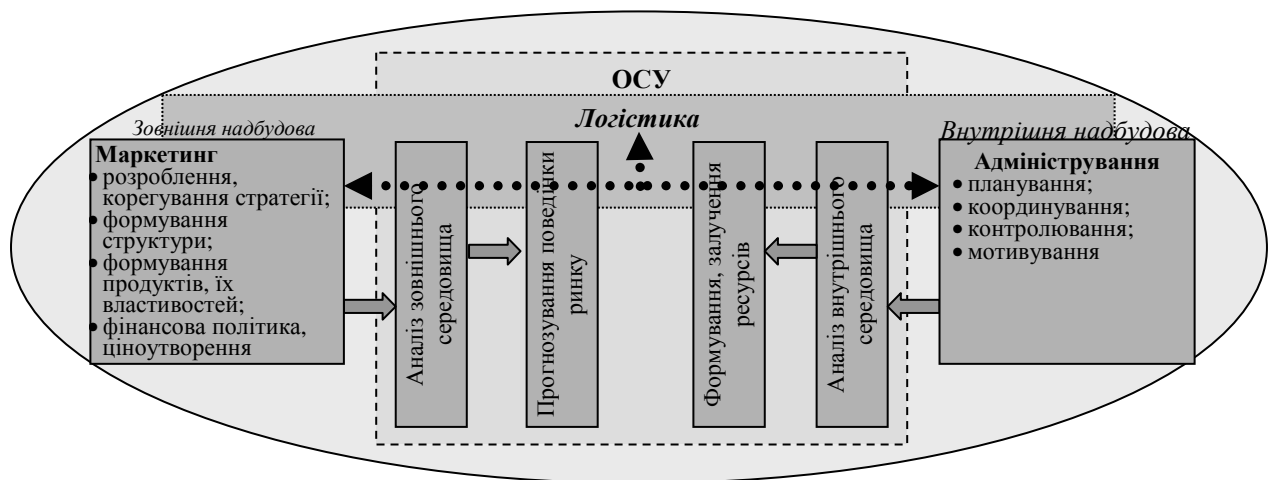 ОСУ
Логістика
Зовнішня надбудова
Маркетинг
• розроблення,
корегування стратегії;
• формування
структури;
• формування
продуктів, їх
властивостей;
• фінансова політика,
ціноутворення
Аналіз зовнішнього
середовища
Прогнозування поведінки
ринку
Формування, залучення
ресурсів
Аналіз внутрішнього
середовища
Внутрішня надбудова
Адміністрування
• планування;
• координування;
• контролювання;
• мотивування